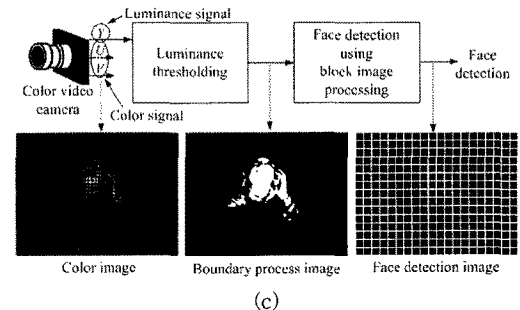 Luminance signal
Y
U
V
Color video
camera
Color signal
Luminance
thresholding
Face detection
using
block image
processing
Face
detection
Color image
Boundary process image
Face detection image
(c)